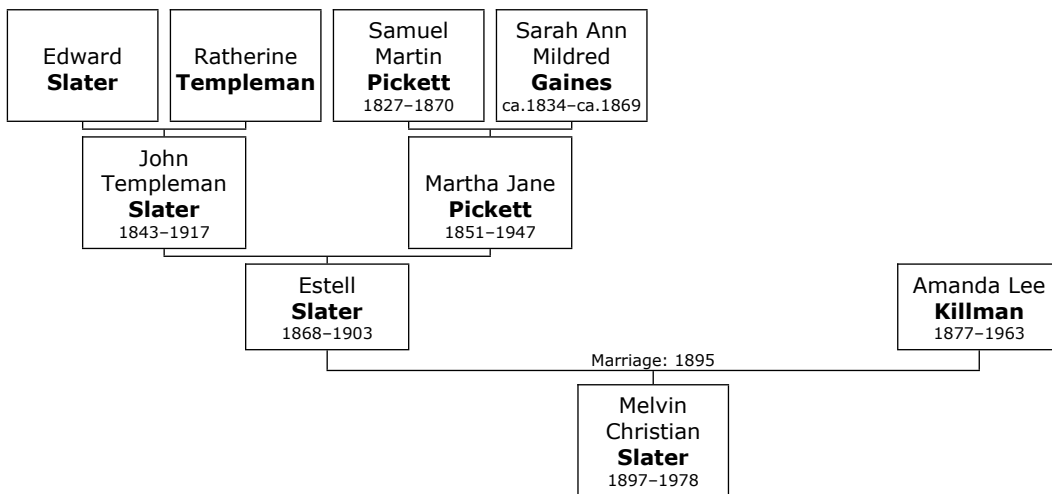 Edward
Slater
Ratherine
Templeman
Samuel
Martin
Pickett
1827–1870
Sarah Ann
Mildred
Gaines
ca.1834–ca.1869
John
Templeman
Slater
1843–1917
Martha Jane
Pickett
1851–1947
Estell
Slater
1868–1903
Amanda Lee
Killman
1877–1963
Marriage: 1895
Melvin
Christian
Slater
1897–1978